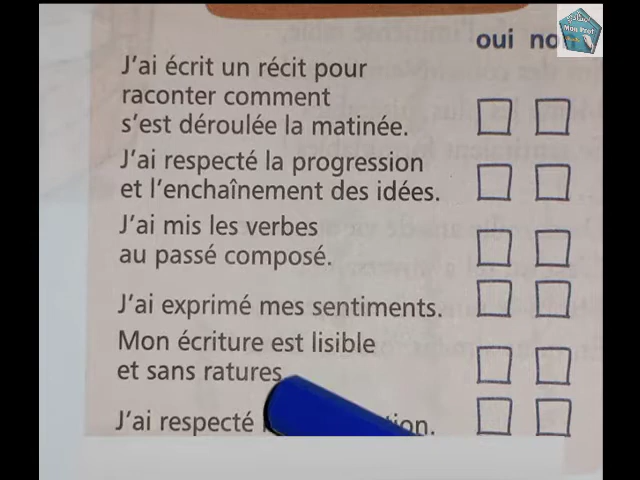 oui
J'ai écrit un récit pour
raconter comment
s'est déroulée la matinée.
J'ai respecté la progression
et l'enchaînement des idées.
J'ai mis les verbes
au passé composé.
J'ai exprimé mes sentiments.
Mon écriture est lisible
et sans ratures
J'ai respecté
Mon Prof